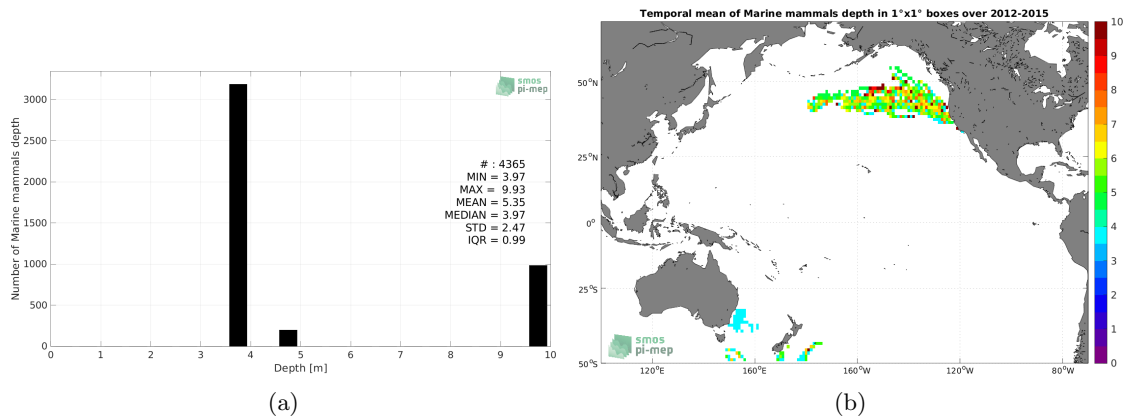 smos
pi-mep
3000
2500
2000
1500
1000
500
0
Number of Marine mammals depth
# : 4365
MIN = 3.97
MAX = 9.93
MEAN = 5.35
MEDIAN = 3.97
STD = 2.47
IQR = 0.99
0 1 2 3 4 5 6 7 8 9 10
Depth [m]
(a)
Temporal mean of Marine mammals depth in 1°x1° boxes over 2012-2015
50°N
25°N
0°
25°S
50°S
smos
pi-mep
120°E 160°E 160°W 120°W 80°W
10
9
8
7
6
5
4
3
2
1
0
(b)